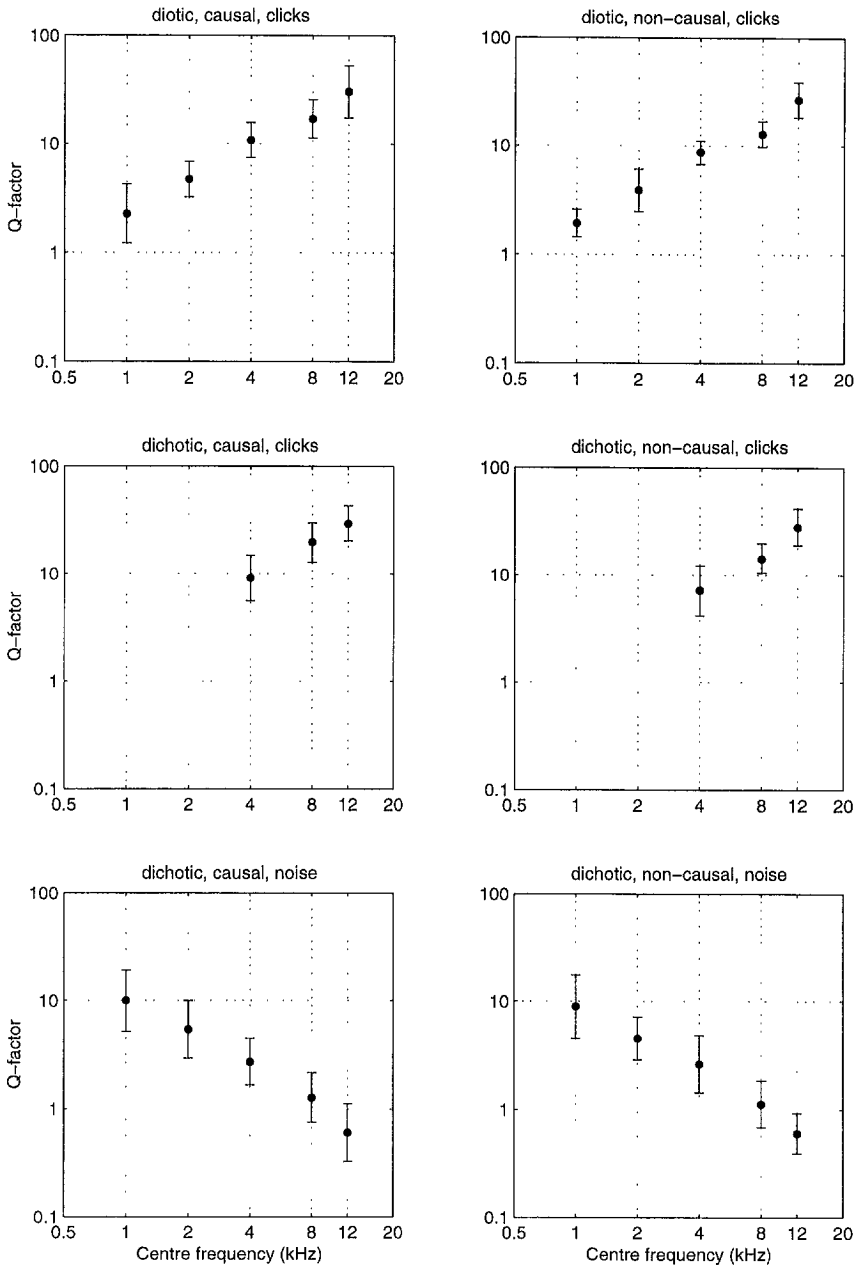 diotic, causal, clicks
100
10
1
0.1
Q-factor
0.5 1 2 4 8 12 20
diotic, non-causal, clicks
100
10
1
0.1
0.5 1 2 4 8 12 20
dichotic, causal, clicks
100
10
1
0.1
Q-factor
0.5 1 2 4 8 12 20
dichotic, non-causal, clicks
100
10
1
0.1
0.5 1 2 4 8 12 20
dichotic, causal, noise
100
10
1
0.1
Q-factor
0.5 1 2 4 8 12 20
Centre frequency (kHz)
dichotic, non-causal, noise
100
10
1
0.1
0.5 1 2 4 8 12 20
Centre frequency (kHz)